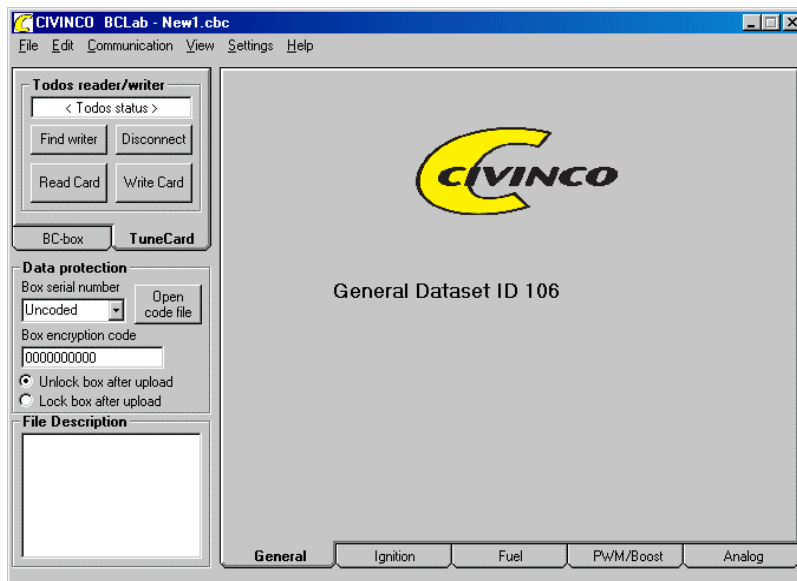 CIVINCO BCLab - New1.cbc
File Edit Communication View Settings Help
Todos reader/writer
< Todos status >
Find writer Disconnect
Read Card Write Card
BC-box TuneCard
Data protection
Box serial number
Uncoded
Open
code file
Box encryption code
0000000000
Unlock box after upload
Lock box after upload
File Description
CIVINCO
General Dataset ID 106
General Ignition Fuel PWM/Boost Analog